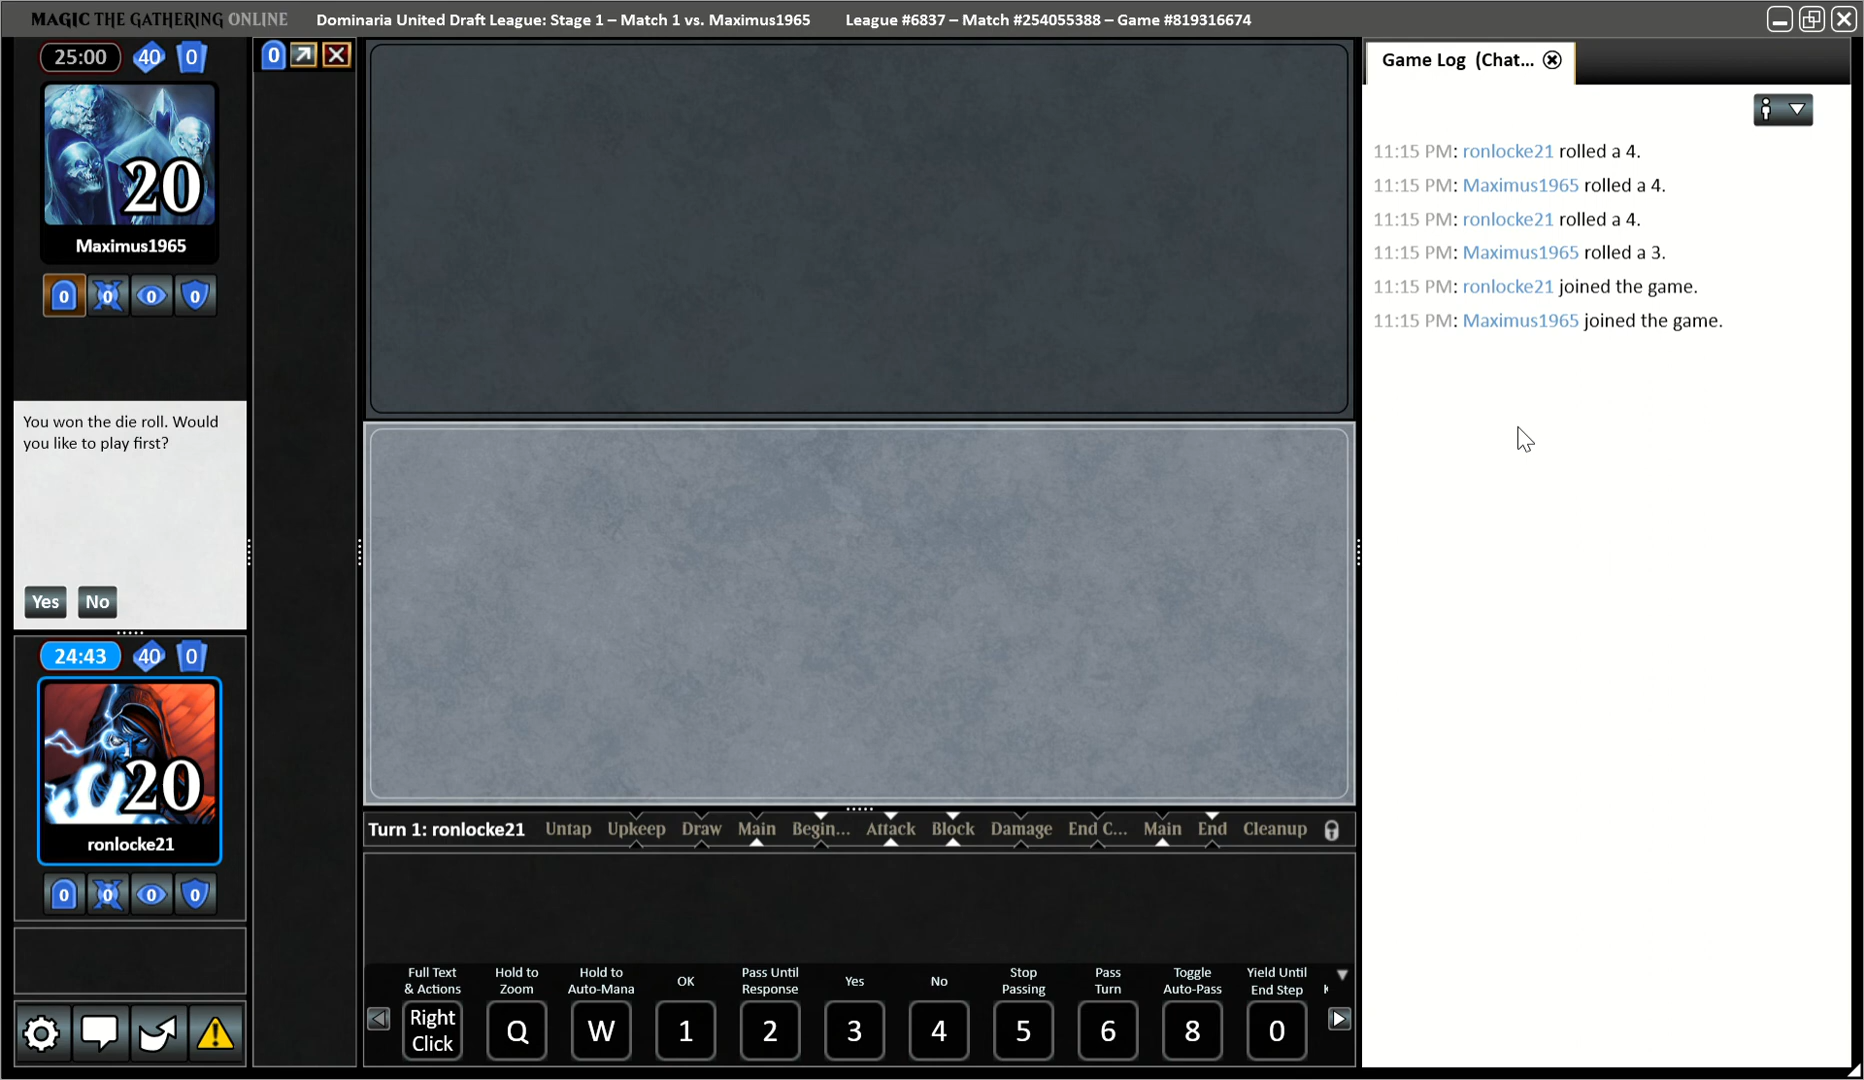 MAGIC THE GATHERING ONLINE Dominaria United Draft League: Stage 1 – Match 1 vs. Maximus1965 League #6837 – Match #254055388 – Game #819316674
25:00 40 0
20
Maximus1965
0 0 0 0
You won the die roll. Would
you like to play first?
Yes No
24:43 40 0
20
ronlocke21
0 0 0 0
0
Turn 1: ronlocke21 Untap Upkeep Draw Main Begin... Attack Block Damage End C... Main End Cleanup
Full Text
& Actions
Right
Click
Hold to
Zoom
Q
Hold to
Auto-Mana
W
OK
1
Pass Until
Response
2
Yes
3
No
4
Stop
Passing
5
Pass
Turn
6
Toggle
Auto-Pass
8
Yield Until
End Step
0
Game Log (Chat...
11:15 PM: ronlocke21 rolled a 4.
11:15 PM: Maximus1965 rolled a 4.
11:15 PM: ronlocke21 rolled a 4.
11:15 PM: Maximus1965 rolled a 3.
11:15 PM: ronlocke21 joined the game.
11:15 PM: Maximus1965 joined the game.